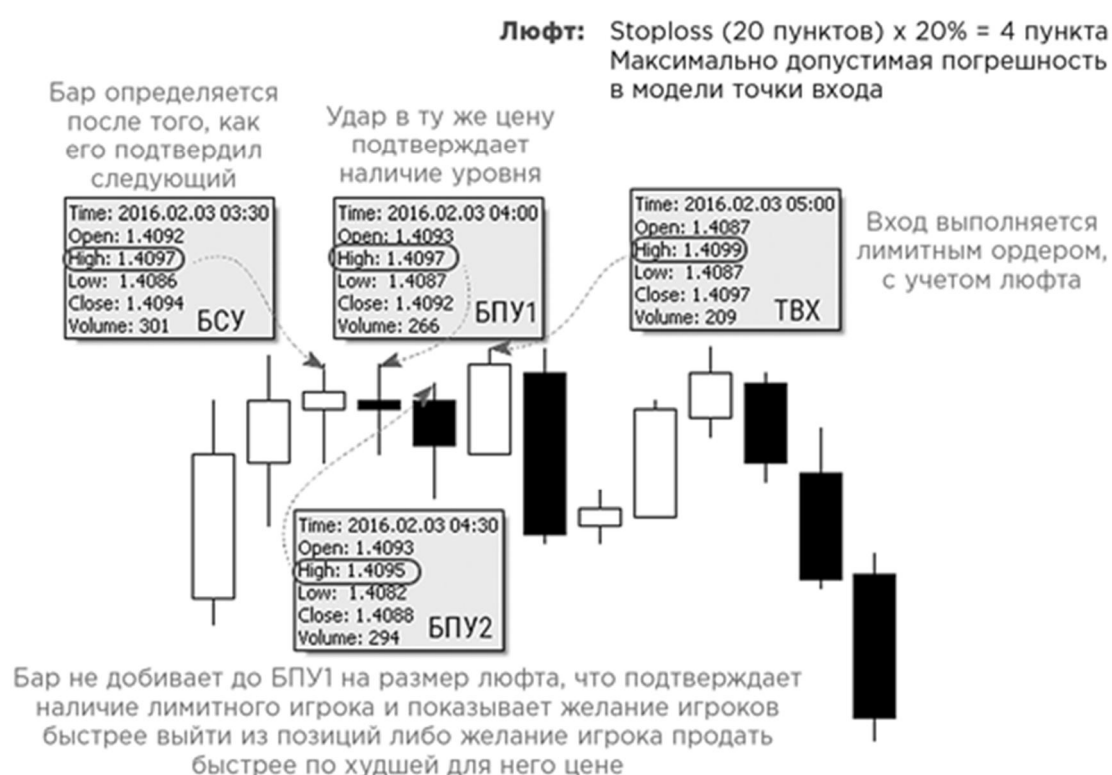 Люфт: Stoploss (20 пунктов) х 20% = 4 пункта
Максимально допустимая погрешность
в модели точки входа
Бар определяется
после того, как
его подтвердил
следующий
Удар в ту же цену
подтверждает
наличие уровня
Time: 2016.02.03 03:30
Open: 1.4092
High: 1.4097
Low: 1.4086
Close: 1.4094
Volume: 301
БСУ
Time: 2016.02.03 04:00
Open: 1.4093
High: 1.4097
Low: 1.4087
Close: 1.4092
Volume: 266
БПУ1
Time: 2016.02.03 05:00
Open: 1.4087
High: 1.4099
Low: 1.4087
Close: 1.4097
Volume: 209
ТВХ
Вход выполняется
лимитным ордером,
с учетом люфта
Time: 2016.02.03 04:30
Open: 1.4093
High: 1.4095
Low: 1.4082
Close: 1.4088
Volume: 294
БПУ2
Бар не добивает до БПУ1 на размер люфта, что подтверждает
наличие лимитного игрока и показывает желание игроков
быстрее выйти из позиций либо желание игрока продать
быстрее по худшей для него цене